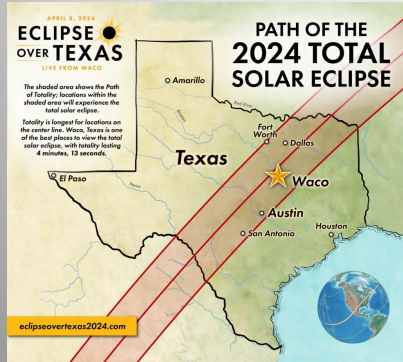 APRIL 8, 2024
ECLIPSE
OVER TEXAS
LIVE FROM WACO
The shaded area shows the Path
of Totality; locations within the
shaded area will experience the
total solar eclipse.
Totality is longest for locations on
the center line. Waco, Texas is one
of the best places to view the total
solar eclipse, with totality lasting
4 minutes, 13 seconds.
PATH OF THE
2024 TOTAL
SOLAR ECLIPSE
Amarillo
Red River
Fort
Worth
Dallas
Texas
Waco
El Paso
Pecos
Austin
San Antonio
Houston
eclipseovertexas2024.com